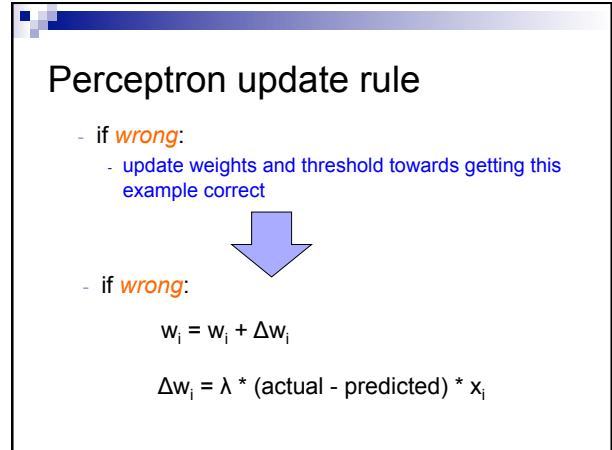 Perceptron update rule
- if wrong:
- update weights and threshold towards getting this
example correct
- if wrong:
wᵢ = wᵢ + Δwᵢ
Δwᵢ = λ * (actual - predicted) * xᵢ